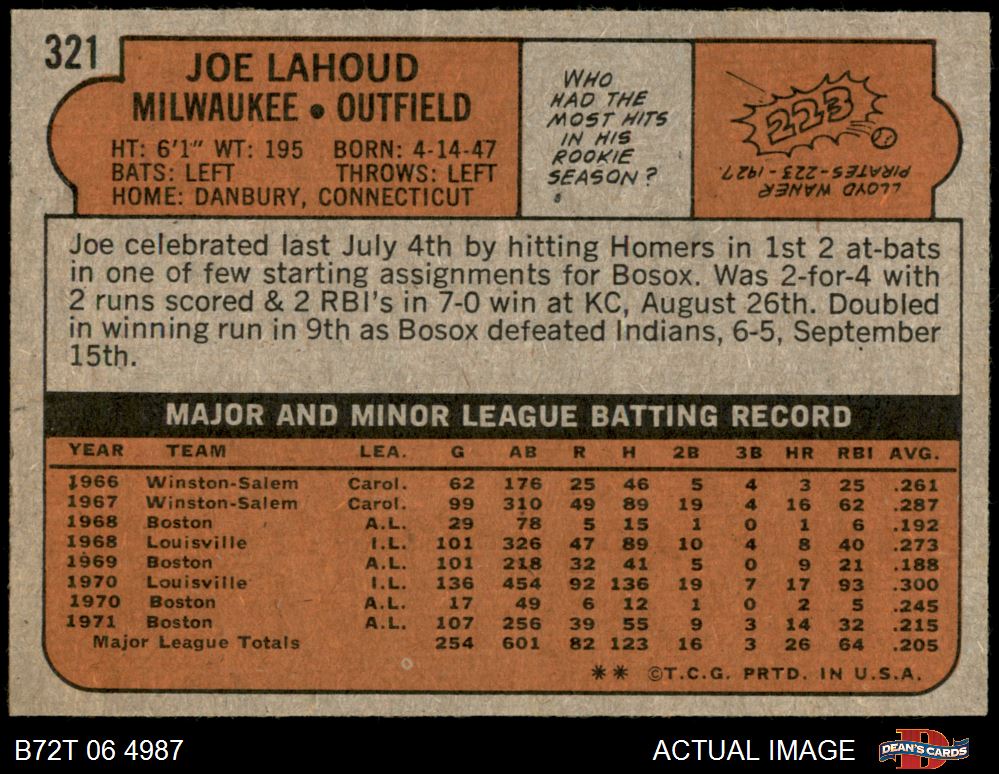 321
JOE LAHOUD
MILWAUKEE • OUTFIELD
HT: 6'1" WT: 195 BORN: 4-14-47
BATS: LEFT THROWS: LEFT
HOME: DANBURY, CONNECTICUT
WHO
HAD THE
MOST HITS
IN HIS
ROOKIE
SEASON?
223
LLOYD WANER
PIRATES-223-1927.
Joe celebrated last July 4th by hitting Homers in 1st 2 at-bats
in one of few starting assignments for Bosox. Was 2-for-4 with
2 runs scored & 2 RBI's in 7-0 win at KC, August 26th. Doubled
in winning run in 9th as Bosox defeated Indians, 6-5, September
15th.
MAJOR AND MINOR LEAGUE BATTING RECORD
YEAR TEAM LEA. G AB R H 2B 3B HR RBI AVG.
1966 Winston-Salem Carol. 62 176 25 46 5 4 3 25 .261
1967 Winston-Salem Carol. 99 310 49 89 19 4 16 62 .287
1968 Boston A.L. 29 78 5 15 1 0 1 6 .192
1968 Louisville I.L. 101 326 47 89 10 4 8 40 .273
1969 Boston A.L. 101 218 32 41 5 0 9 21 .188
1970 Louisville I.L. 136 454 92 136 19 7 17 93 .300
1970 Boston A.L. 17 49 6 12 1 0 2 5 .245
1971 Boston A.L. 107 256 39 55 9 3 14 32 .215
Major League Totals 254 601 82 123 16 3 26 64 .205
** ©T.C.G. PRTD. IN U.S.A.
B72T 06 4987 ACTUAL IMAGE DEAN'S CARDS